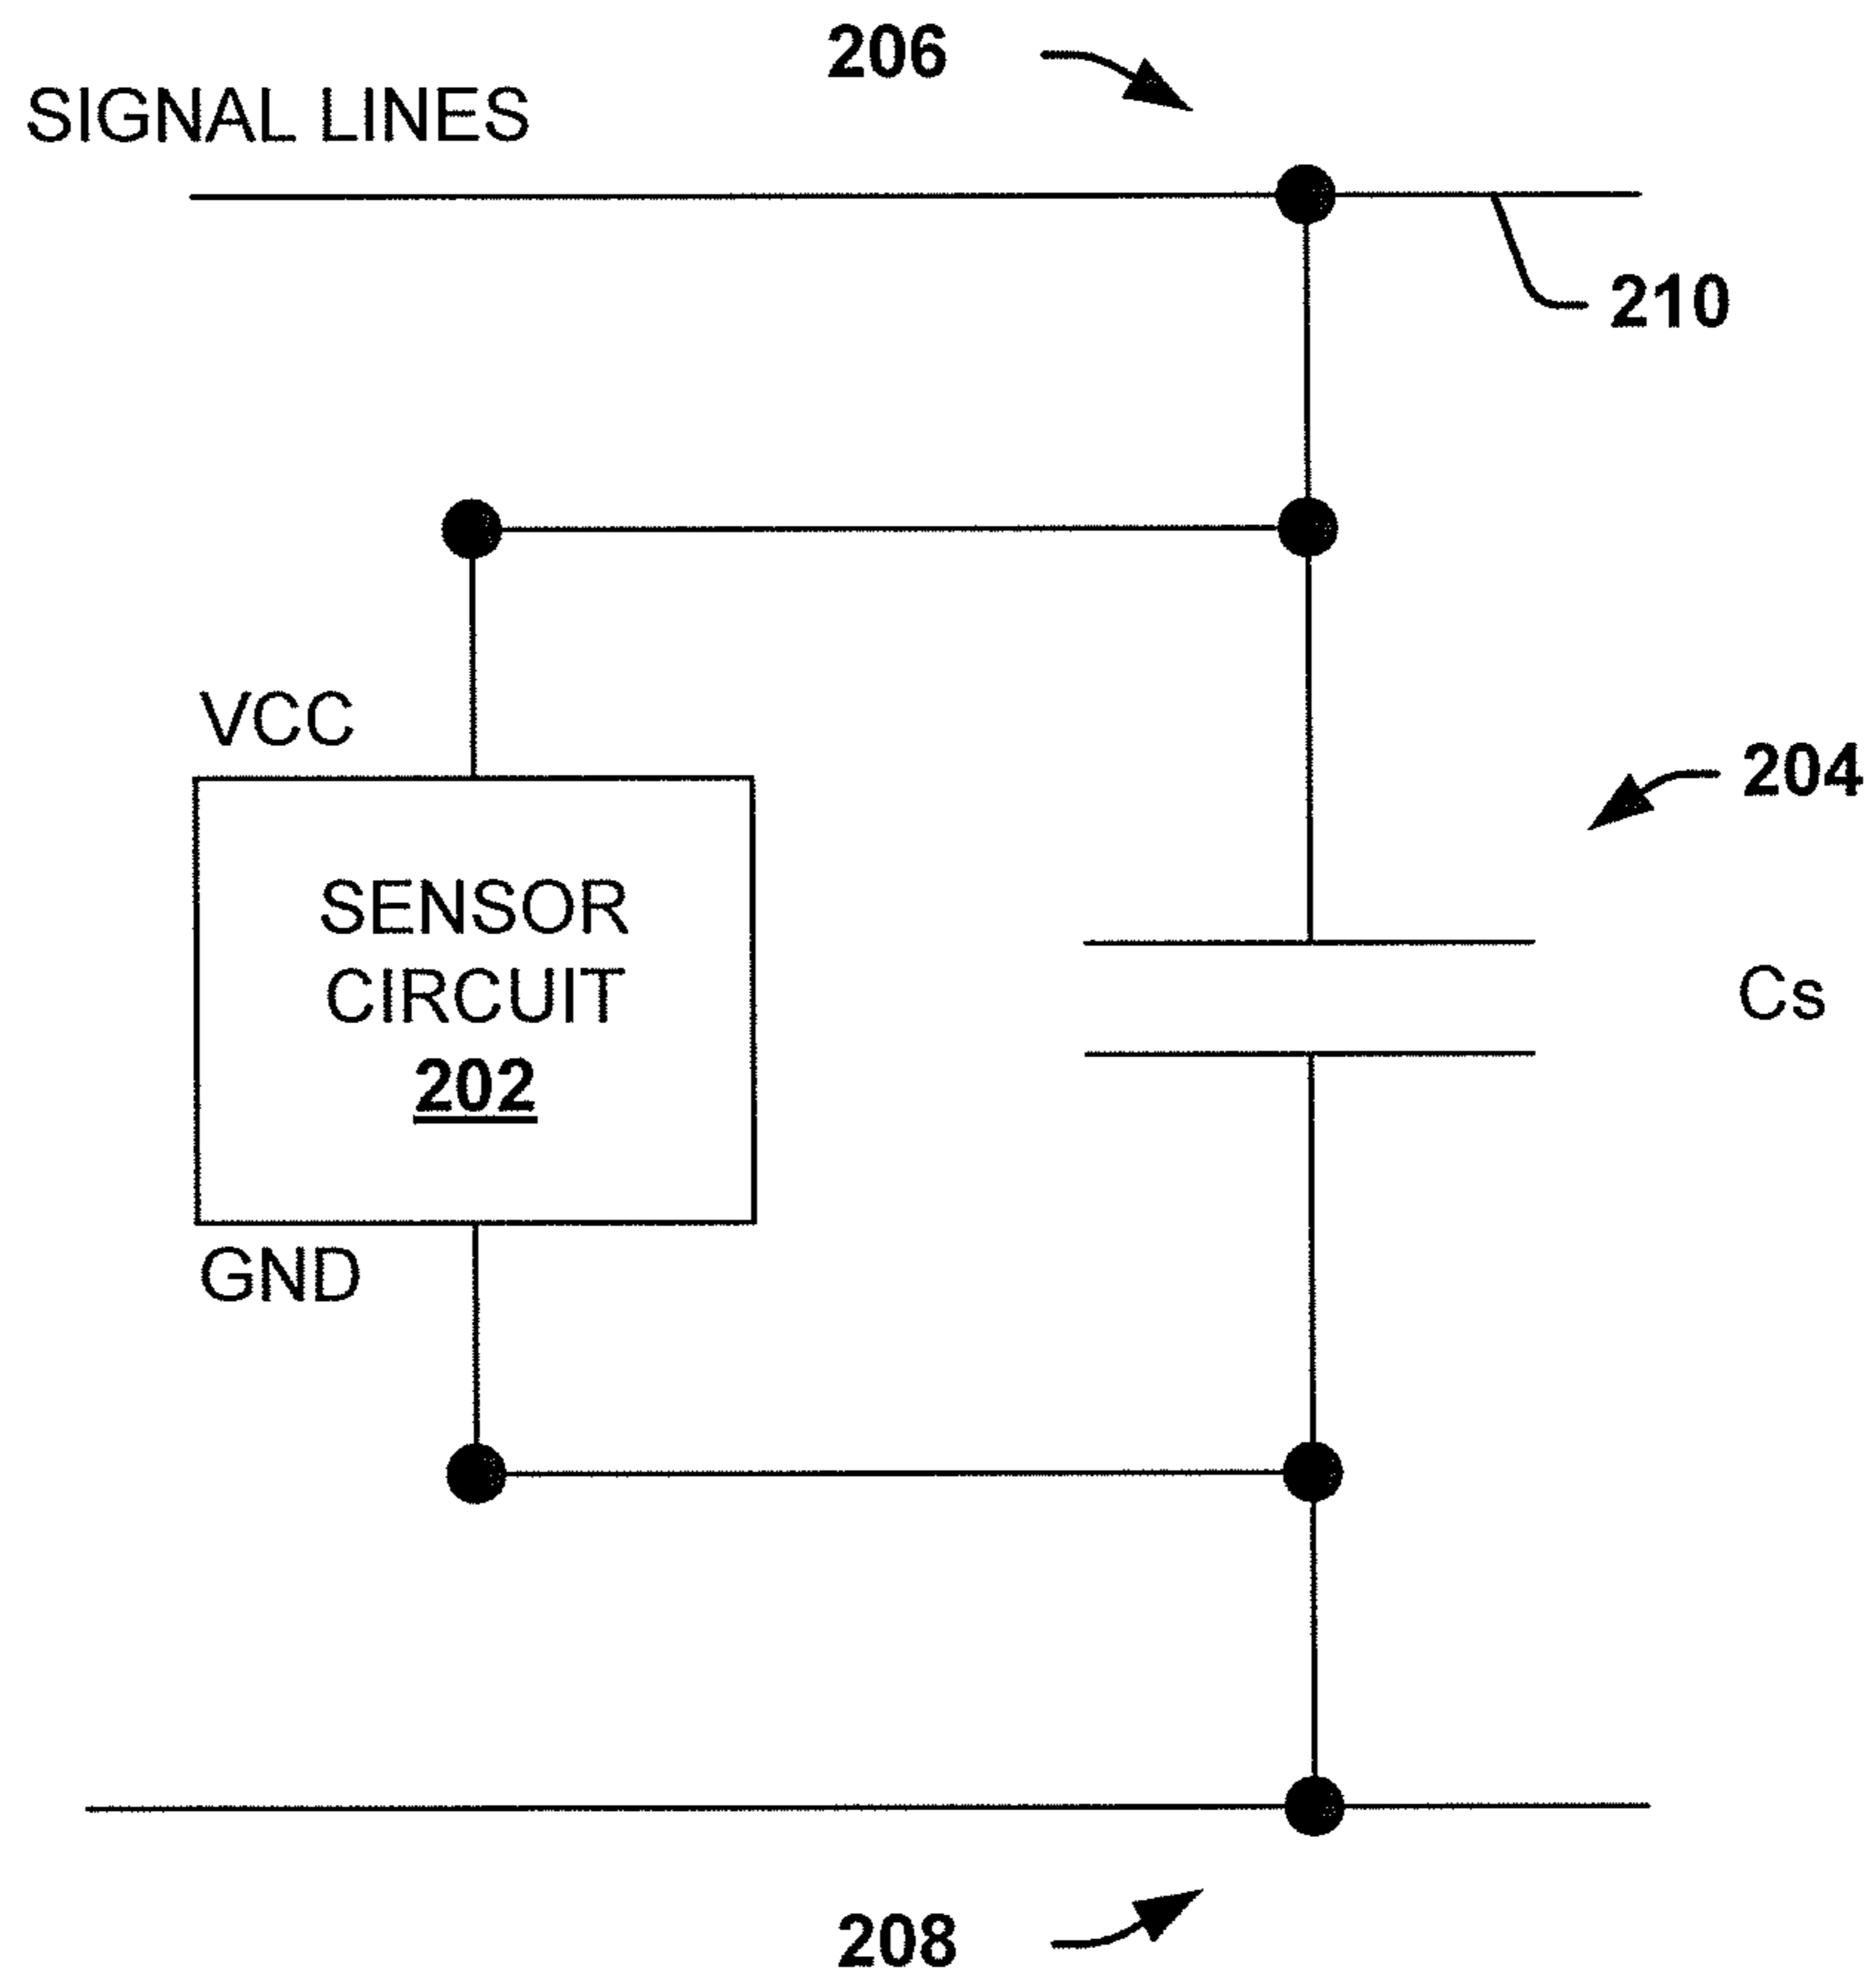 206
SIGNAL LINES
210
VCC
204
SENSOR
CIRCUIT
202
Cs
GND
208